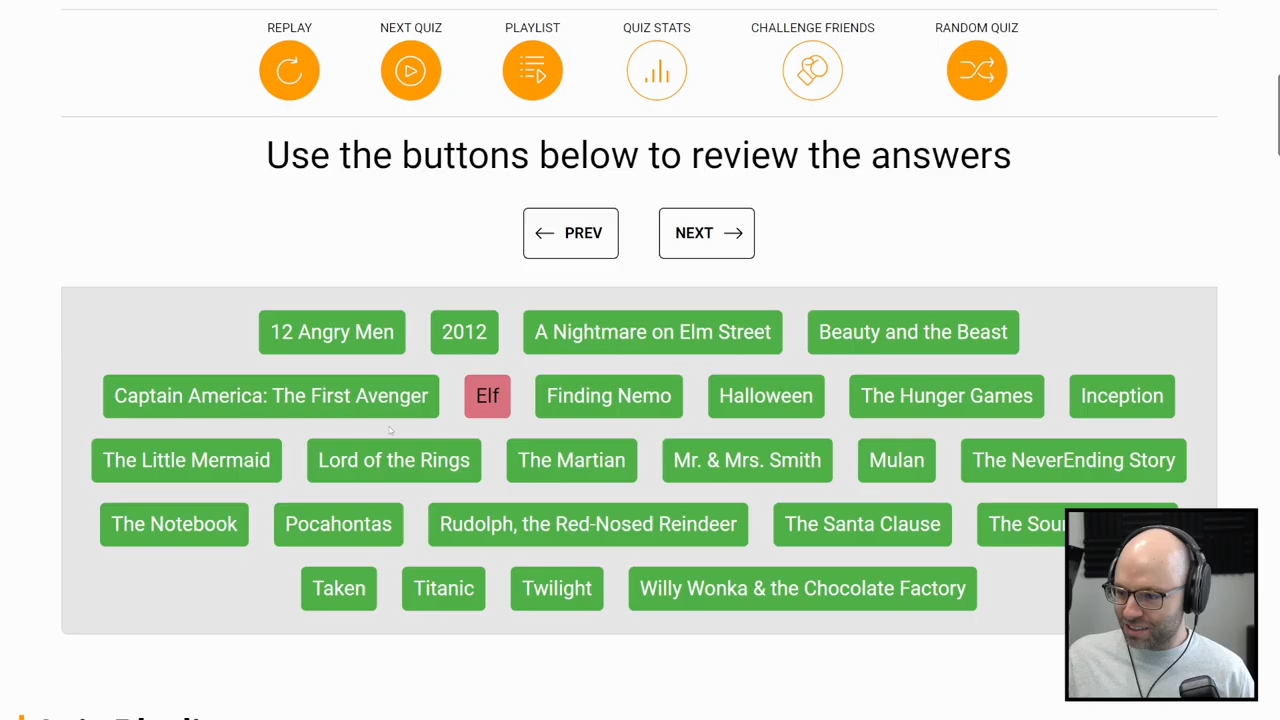 REPLAY NEXT QUIZ PLAYLIST QUIZ STATS CHALLENGE FRIENDS RANDOM QUIZ
Use the buttons below to review the answers
← PREV NEXT →
12 Angry Men 2012 A Nightmare on Elm Street Beauty and the Beast
Captain America: The First Avenger Elf Finding Nemo Halloween The Hunger Games Inception
The Little Mermaid Lord of the Rings The Martian Mr. & Mrs. Smith Mulan The NeverEnding Story
The Notebook Pocahontas Rudolph, the Red-Nosed Reindeer The Santa Clause The
Taken Titanic Twilight Willy Wonka & the Chocolate Factory